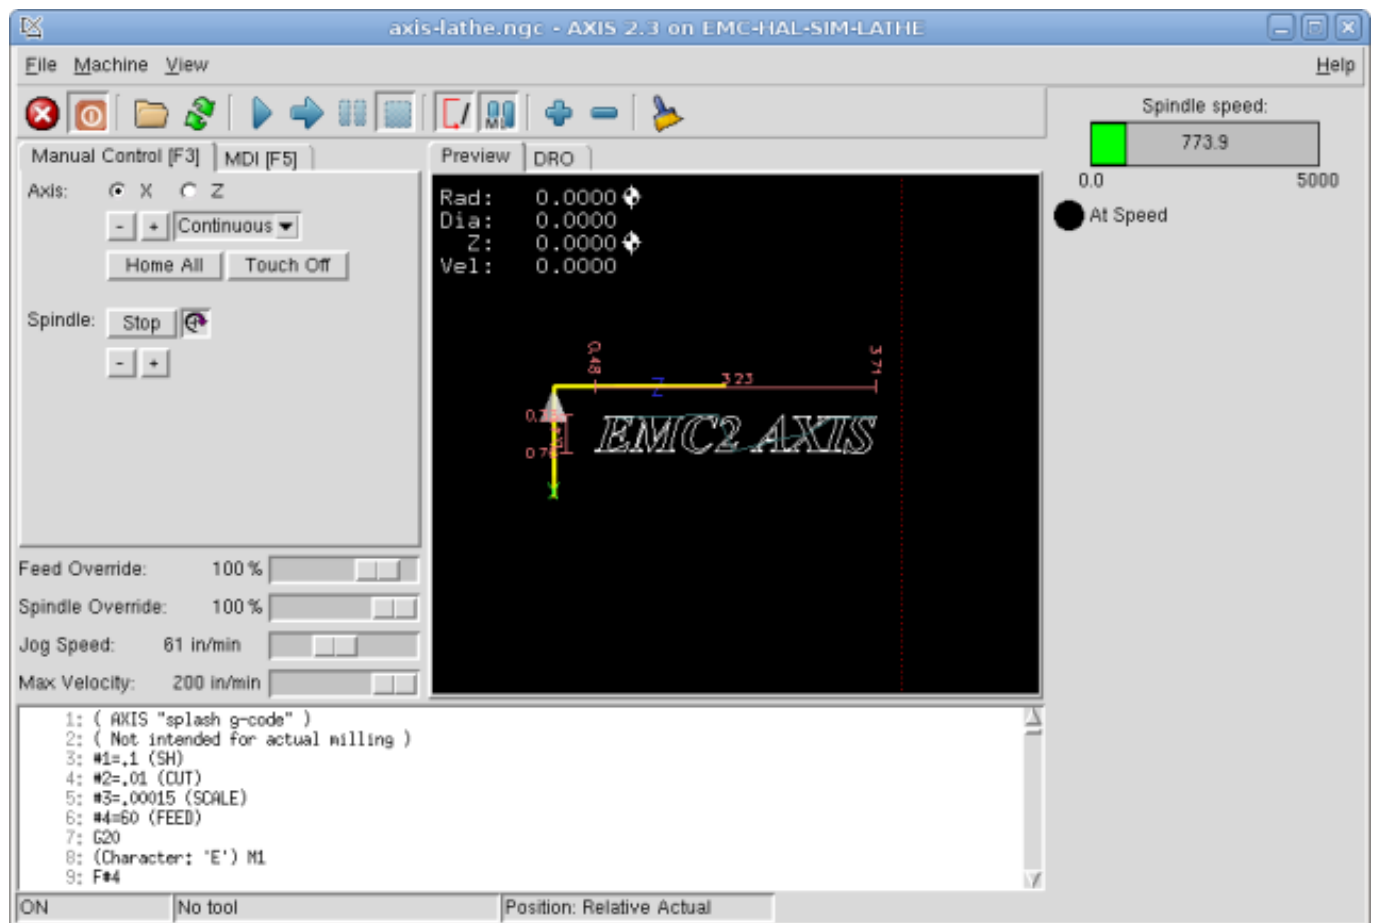 axis-lathe.ngc - AXIS 2.3 on EMC-HAL-SIM-LATHE
File Machine View Help
Manual Control [F3] MDI [F5]
Axis: X Z
- + Continuous
Home All Touch Off
Spindle: Stop
- +
Feed Override: 100 %
Spindle Override: 100 %
Jog Speed: 61 in/min
Max Velocity: 200 in/min
Preview DRO
Rad: 0.0000
Dia: 0.0000
Z: 0.0000
Vel: 0.0000
0.48 3.23 3.71
Z
EMC2 AXIS
Spindle speed:
773.9
0.0 5000
At Speed
1: ( AXIS "splash g-code" )
2: ( Not intended for actual milling )
3: #1=.1 (SH)
4: #2=.01 (CUT)
5: #3=.00015 (SCALE)
6: #4=60 (FEED)
7: G20
8: (Character: 'E') M1
9: F#4
ON No tool Position: Relative Actual